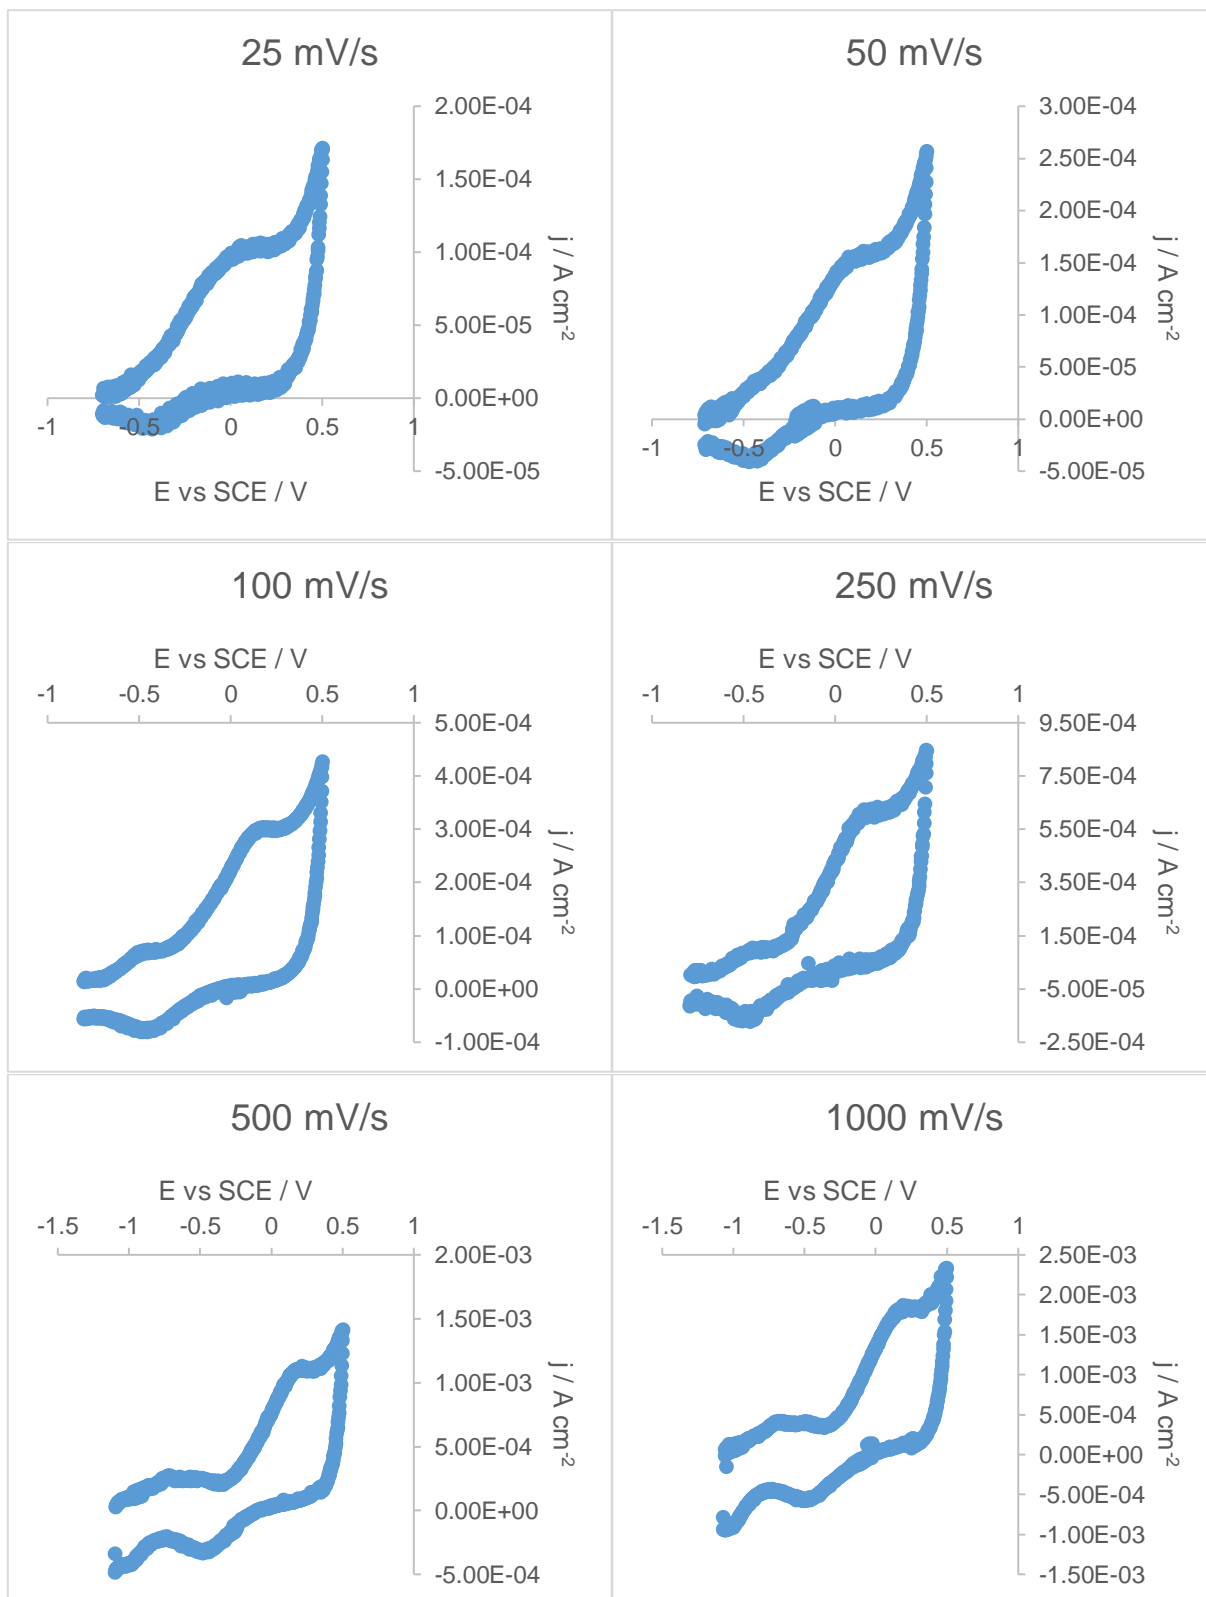 25 mV/s
2.00E-04
1.50E-04
1.00E-04
5.00E-05
0.00E+00
-5.00E-05
-1 -0.5 0 0.5 1
j / A cm-2
E vs SCE / V
50 mV/s
3.00E-04
2.50E-04
2.00E-04
1.50E-04
1.00E-04
5.00E-05
0.00E+00
-5.00E-05
-1 -0.5 0 0.5 1
j / A cm-2
E vs SCE / V
100 mV/s
E vs SCE / V
-1 -0.5 0 0.5 1
5.00E-04
4.00E-04
3.00E-04
2.00E-04
1.00E-04
0.00E+00
-1.00E-04
j / A cm-2
250 mV/s
E vs SCE / V
-1 -0.5 0 0.5 1
9.50E-04
7.50E-04
5.50E-04
3.50E-04
1.50E-04
-5.00E-05
-2.50E-04
j / A cm-2
500 mV/s
E vs SCE / V
-1.5 -1 -0.5 0 0.5 1
2.00E-03
1.50E-03
1.00E-03
5.00E-04
0.00E+00
-5.00E-04
j / A cm-2
1000 mV/s
E vs SCE / V
-1.5 -1 -0.5 0 0.5 1
2.50E-03
2.00E-03
1.50E-03
1.00E-03
5.00E-04
0.00E+00
-5.00E-04
-1.00E-03
-1.50E-03
j / A cm-2